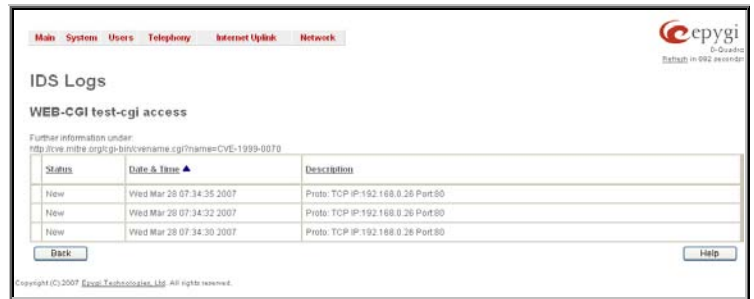 Main System Users Telephony Internet Uplink Network
epygi
D-Quadro
Refresh in 892 seconds
IDS Logs
WEB-CGI test-cgi access
Further information under:
http://cve.mitre.org/cgi-bin/cvename.cgi?name=CVE-1999-0070
Status Date & Time ▲ Description
New Wed Mar 28 07:34:35 2007 Proto: TCP IP:192.168.0.26 Port:80
New Wed Mar 28 07:34:32 2007 Proto: TCP IP:192.168.0.26 Port:80
New Wed Mar 28 07:34:30 2007 Proto: TCP IP:192.168.0.26 Port:80
Back Help
Copyright (C) 2007 Epygi Technologies, Ltd. All rights reserved.